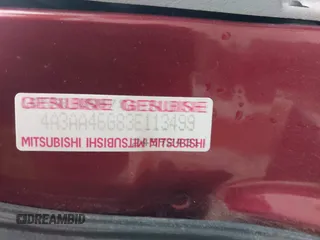 GENUINE GENUINE
4A3AA46G83E113499
MITSUBISHI MITSUBISHI
DREAMBID